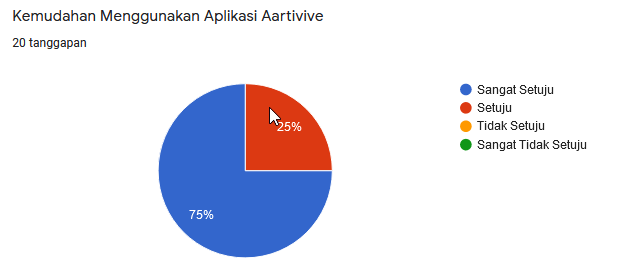 Kemudahan Menggunakan Aplikasi Aartivive
20 tanggapan
Sangat Setuju
Setuju
Tidak Setuju
Sangat Tidak Setuju
25%
75%